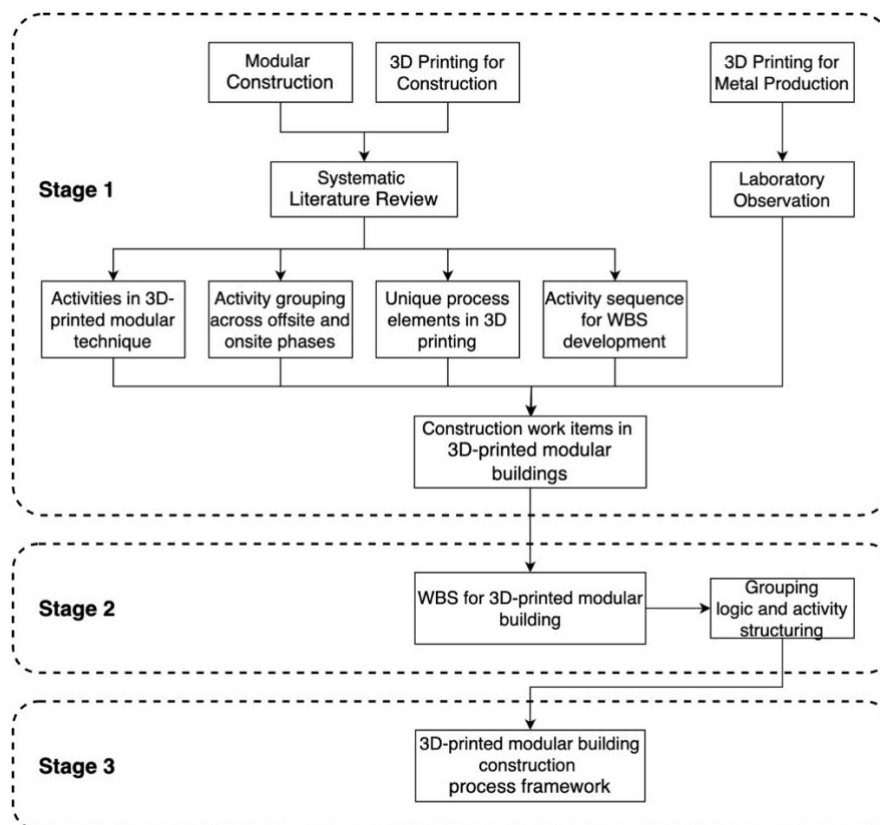 Modular
Construction
3D Printing for
Construction
3D Printing for
Metal Production
Stage 1
Systematic
Literature Review
Laboratory
Observation
Activities in 3D-
printed modular
technique
Activity grouping
across offsite and
onsite phases
Unique process
elements in 3D
printing
Activity sequence
for WBS
development
Construction work items in
3D-printed modular
buildings
Stage 2
WBS for 3D-printed modular
building
Grouping
logic and activity
structuring
Stage 3
3D-printed modular building
construction
process framework